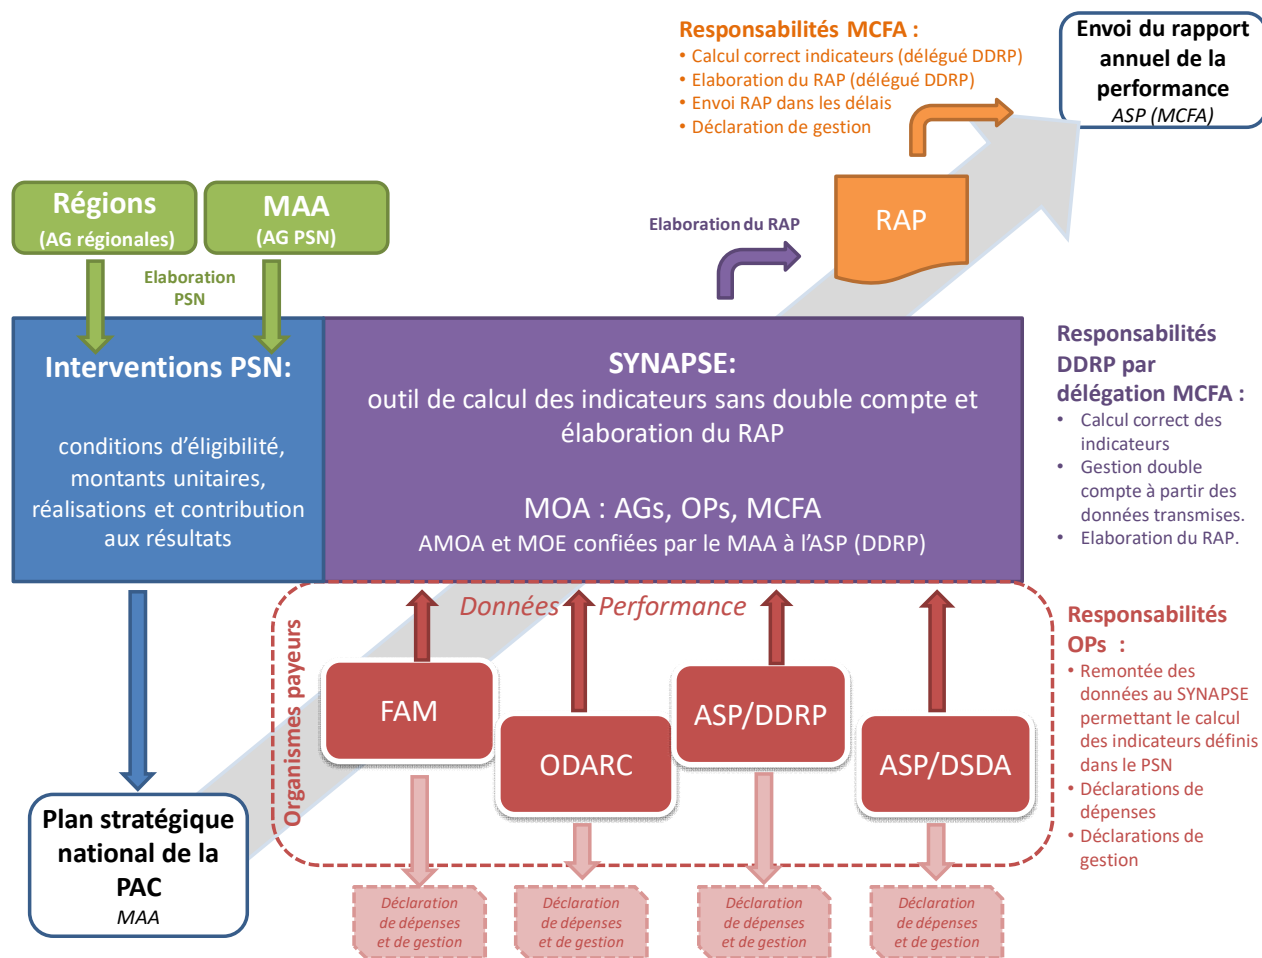 Responsabilités MCFA :
• Calcul correct indicateurs (délégué DDRP)
• Elaboration du RAP (délégué DDRP)
• Envoi RAP dans les délais
• Déclaration de gestion
Envoi du rapport
annuel de la
performance
ASP (MCFA)
Régions
(AG régionales)
MAA
(AG PSN)
Elaboration
PSN
Elaboration du RAP
RAP
Interventions PSN:
conditions d’éligibilité,
montants unitaires,
réalisations et contribution
aux résultats
SYNAPSE:
outil de calcul des indicateurs sans double compte et
élaboration du RAP
MOA : AGs, OPs, MCFA
AMOA et MOE confiées par le MAA à l’ASP (DDRP)
Responsabilités
DDRP par
délégation MCFA :
• Calcul correct des
indicateurs
• Gestion double
compte à partir des
données transmises.
• Elaboration du RAP.
Données Performance
Organismes payeurs
FAM
ODARC
ASP/DDRP
ASP/DSDA
Responsabilités
OPs :
• Remontée des
données au SYNAPSE
permettant le calcul
des indicateurs définis
dans le PSN
• Déclarations de
dépenses
• Déclarations de
gestion
Plan stratégique
national de la
PAC
MAA
Déclaration
de dépenses
et de gestion
Déclaration
de dépenses
et de gestion
Déclaration
de dépenses
et de gestion
Déclaration
de dépenses
et de gestion